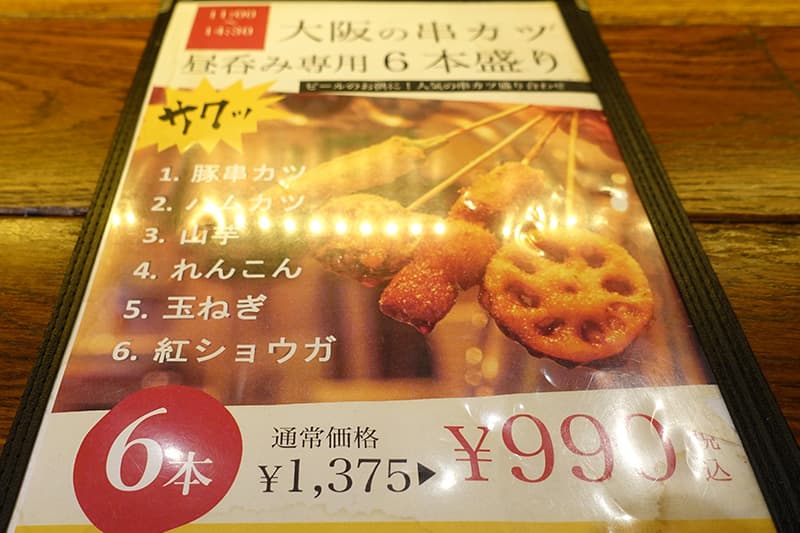 11:00
~
14:30
大阪の串カツ
昼呑み専用 6本盛り
ビールのお供に！人気の串カツ盛り合わせ
サクッ
1. 豚串カツ
2. ハムカツ
3. 山芋
4. れんこん
5. 玉ねぎ
6. 紅ショウガ
6本
通常価格
¥1,375▶
¥990税込